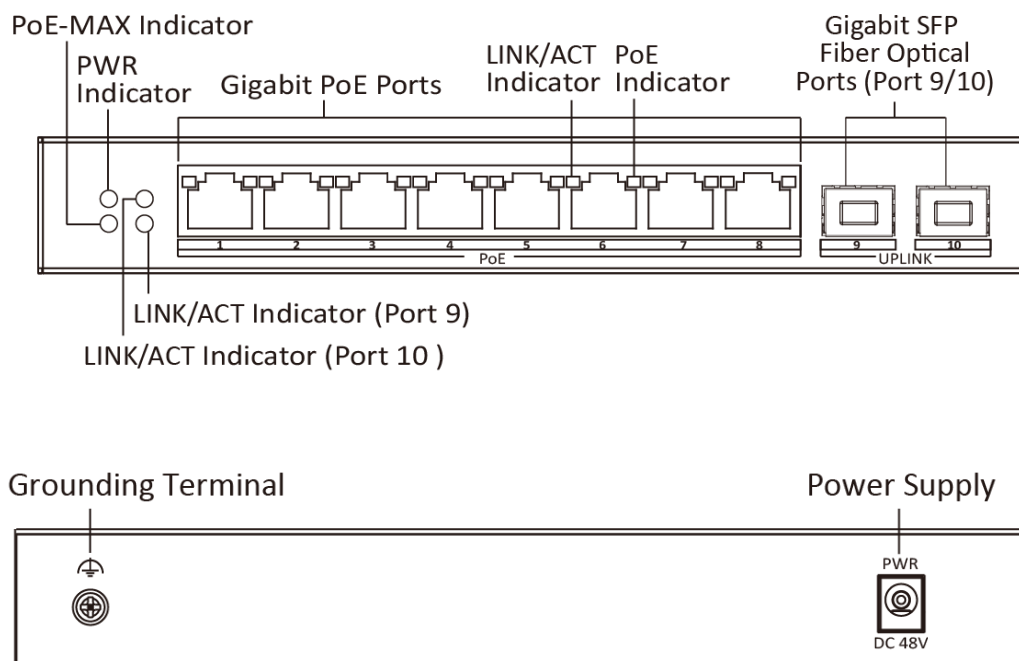 PoE-MAX Indicator
PWR
Indicator
Gigabit PoE Ports
LINK/ACT
Indicator
PoE
Indicator
Gigabit SFP
Fiber Optical
Ports (Port 9/10)
1 2 3 4 5 6 7 8 9 10
PoE
UPLINK
LINK/ACT Indicator (Port 9)
LINK/ACT Indicator (Port 10 )
Grounding Terminal
Power Supply
PWR
DC 48V